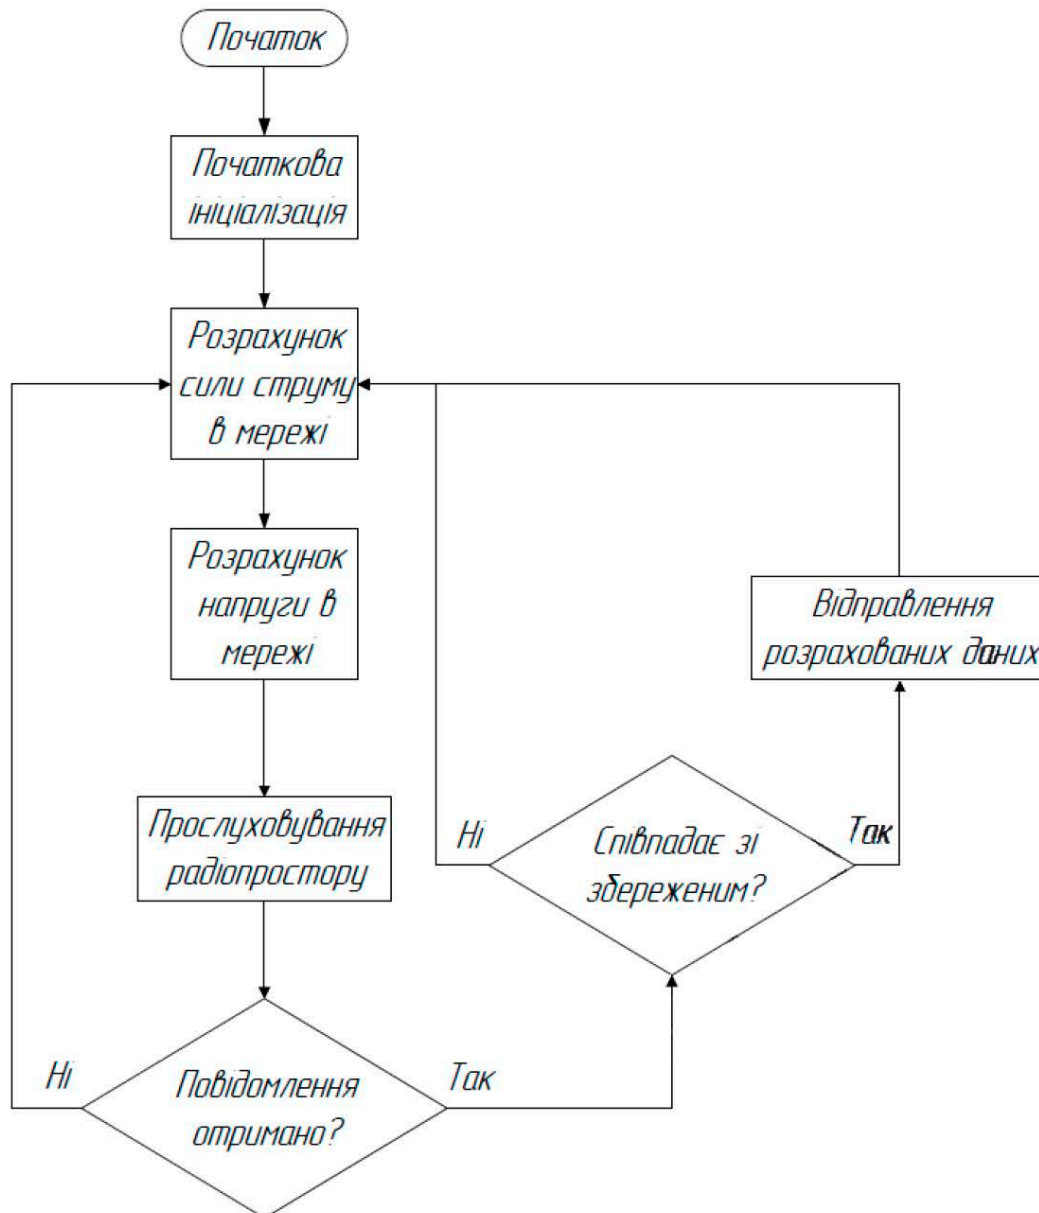 Початок
Початкова
ініціалізація
Розрахунок
сили струму
в мережі
Розрахунок
напруги в
мережі
Відправлення
розрахованих даних
Прослуховування
радіопростору
Ні
Співпадає зі
збереженим?
Так
Ні
Повідомлення
отримано?
Так